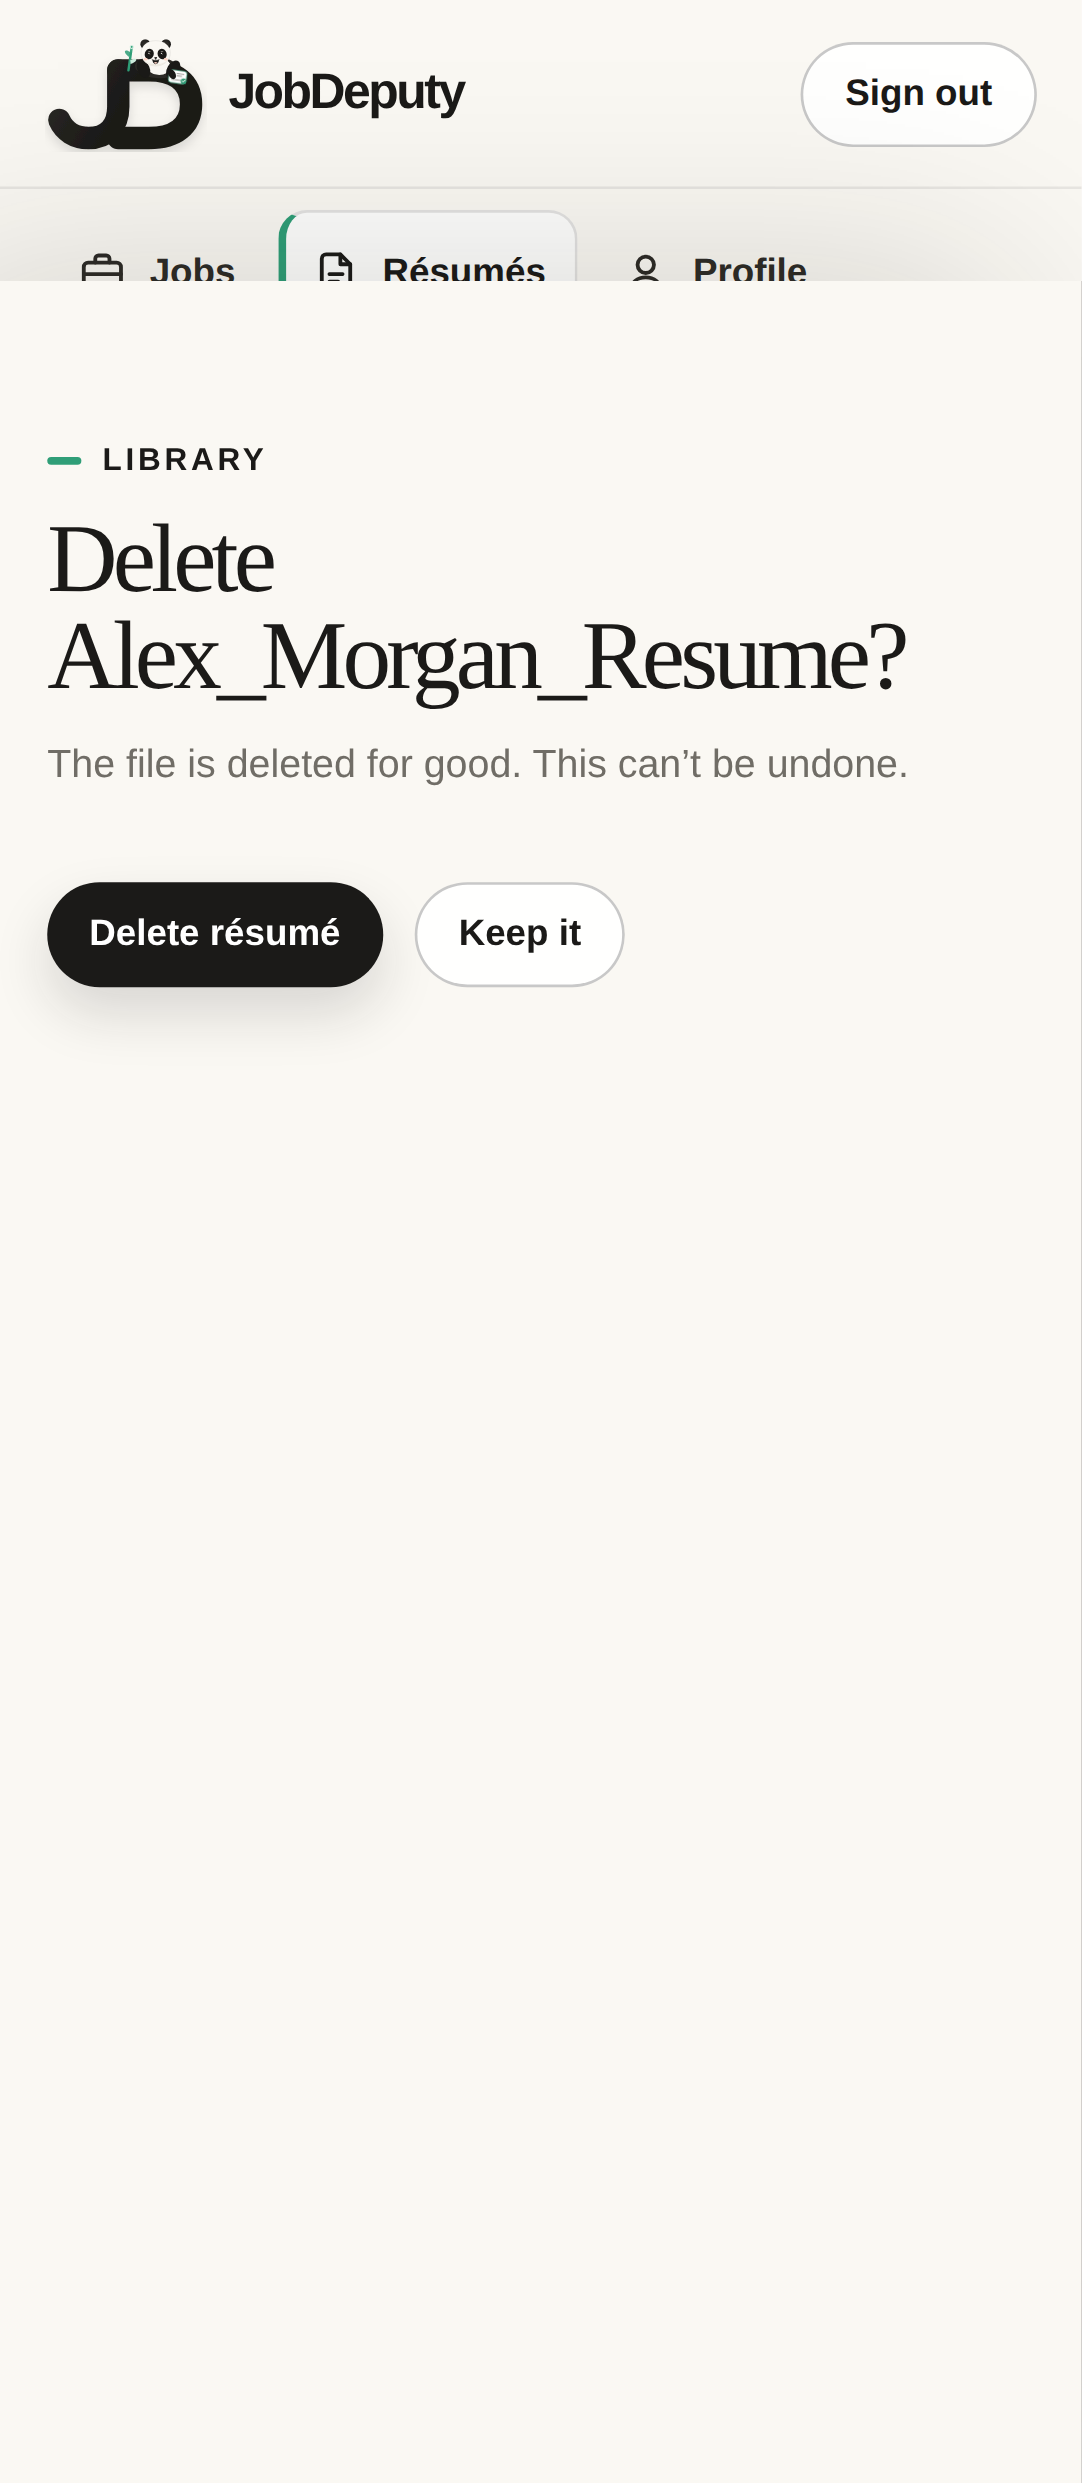 JobDeputy
Sign out
Jobs
Résumés
Profile
LIBRARY
Delete
Alex_Morgan_Resume?
The file is deleted for good. This can’t be undone.
Delete résumé
Keep it